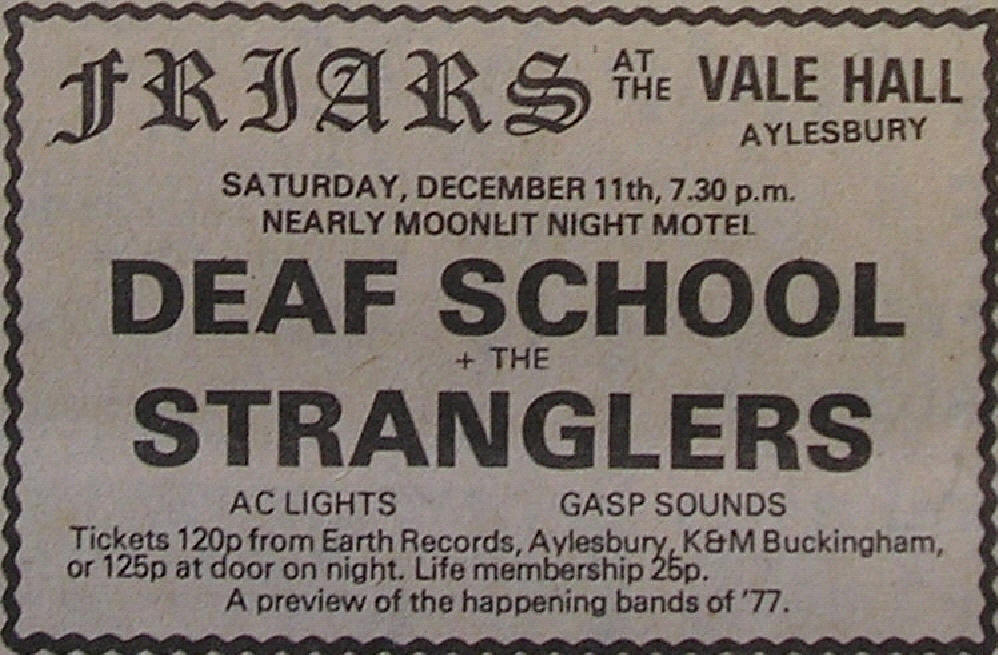 FRIARS AT THE VALE HALL
AYLESBURY
SATURDAY, DECEMBER 11th, 7.30 p.m.
NEARLY MOONLIT NIGHT MOTEL
DEAF SCHOOL
+ THE
STRANGLERS
AC LIGHTS GASP SOUNDS
Tickets 120p from Earth Records, Aylesbury, K&M Buckingham,
or 125p at door on night. Life membership 25p.
A preview of the happening bands of '77.